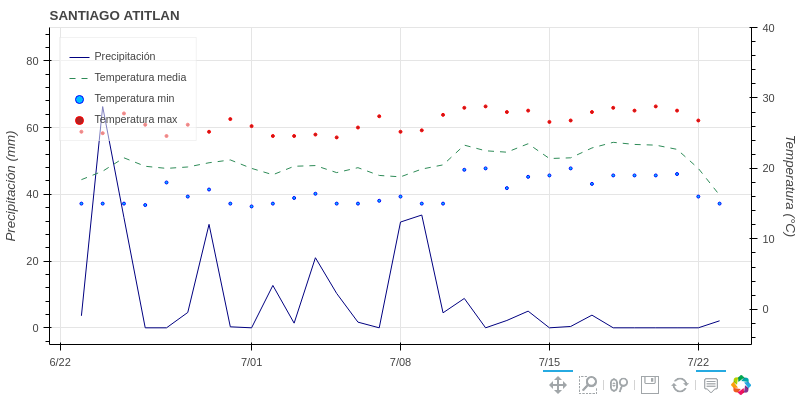 SANTIAGO ATITLAN
Precipitación
Temperatura media
Temperatura min
Temperatura max
Precipitación (mm)
80
60
40
20
0
Temperatura (°C)
40
30
20
10
0
6/22
7/01
7/08
7/15
7/22